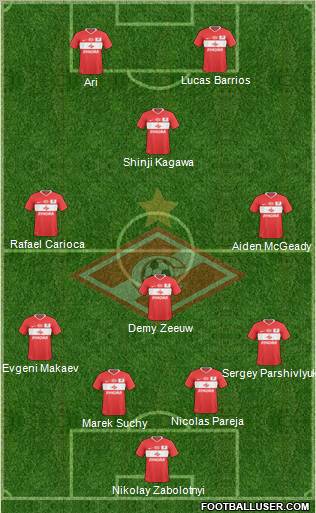 Ari
Lucas Barrios
Shinji Kagawa
Rafael Carioca
Aiden McGeady
Demy Zeeuw
Evgeni Makaev
Sergey Parshivlyuk
Marek Suchy
Nicolas Pareja
Nikolay Zabolotnyi
FOOTBALLUSER.COM